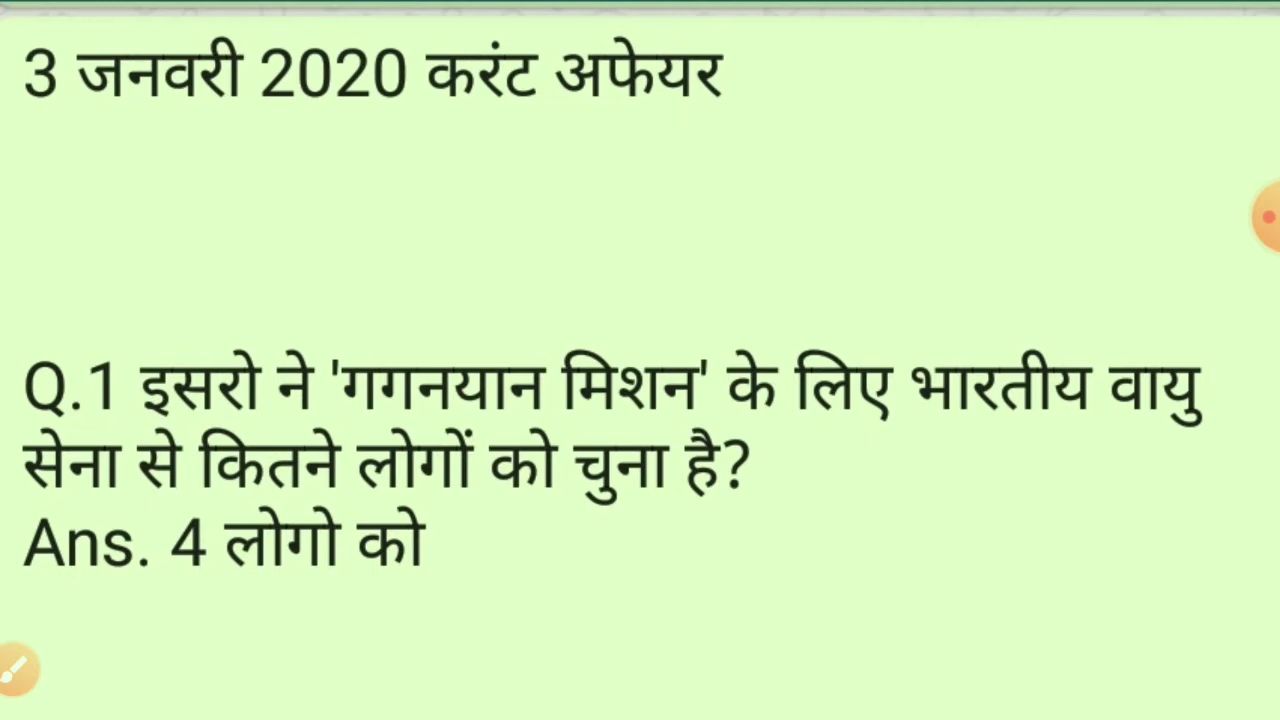 3 जनवरी 2020 करंट अफेयर
Q.1 इसरो ने 'गगनयान मिशन' के लिए भारतीय वायु
सेना से कितने लोगों को चुना है?
Ans. 4 लोगो को